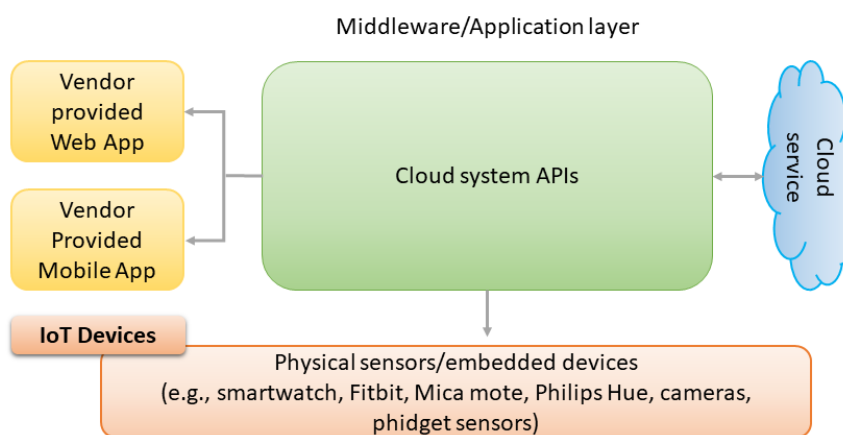 Middleware/Application layer
Vendor
provided
Web App
Cloud system APIs
Cloud
service
Vendor
Provided
Mobile App
IoT Devices
Physical sensors/embedded devices
(e.g., smartwatch, Fitbit, Mica mote, Philips Hue, cameras,
phidget sensors)